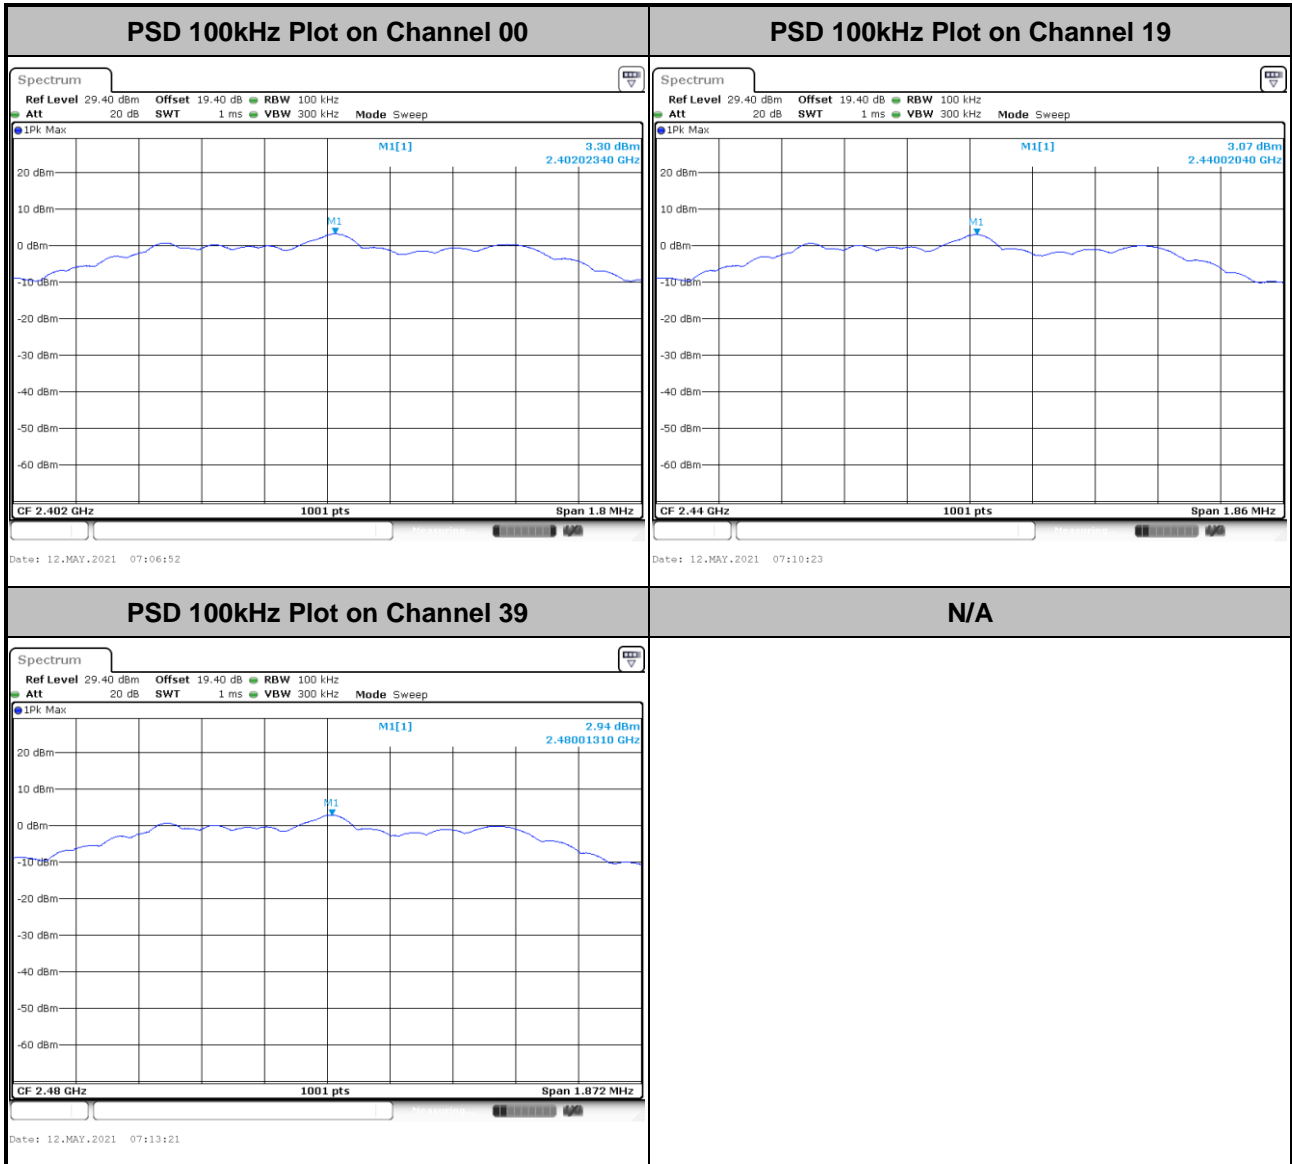 PSD 100kHz Plot on Channel 00
PSD 100kHz Plot on Channel 19
Spectrum
Ref Level 29.40 dBm Offset 19.40 dB RBW 100 kHz
Att 20 dB SWT 1 ms VBW 300 kHz Mode Sweep
1Pk Max
M1[1] 3.30 dBm
2.40202340 GHz
20 dBm
10 dBm
M1
0 dBm
-10 dBm
-20 dBm
-30 dBm
-40 dBm
-50 dBm
-60 dBm
CF 2.402 GHz 1001 pts Span 1.8 MHz
Measuring
Date: 12.MAY.2021 07:06:52
Spectrum
Ref Level 29.40 dBm Offset 19.40 dB RBW 100 kHz
Att 20 dB SWT 1 ms VBW 300 kHz Mode Sweep
1Pk Max
M1[1] 3.07 dBm
2.44002040 GHz
20 dBm
10 dBm
M1
0 dBm
-10 dBm
-20 dBm
-30 dBm
-40 dBm
-50 dBm
-60 dBm
CF 2.44 GHz 1001 pts Span 1.86 MHz
Measuring
Date: 12.MAY.2021 07:10:23
PSD 100kHz Plot on Channel 39
N/A
Spectrum
Ref Level 29.40 dBm Offset 19.40 dB RBW 100 kHz
Att 20 dB SWT 1 ms VBW 300 kHz Mode Sweep
1Pk Max
M1[1] 2.94 dBm
2.48001310 GHz
20 dBm
10 dBm
M1
0 dBm
-10 dBm
-20 dBm
-30 dBm
-40 dBm
-50 dBm
-60 dBm
CF 2.48 GHz 1001 pts Span 1.872 MHz
Measuring
Date: 12.MAY.2021 07:13:21